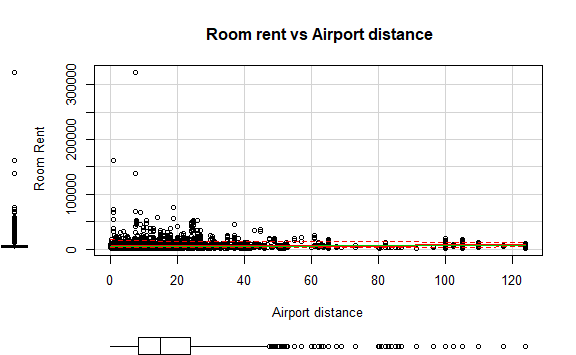 Room rent vs Airport distance
Room Rent
300000
200000
100000
0
0 20 40 60 80 100 120
Airport distance